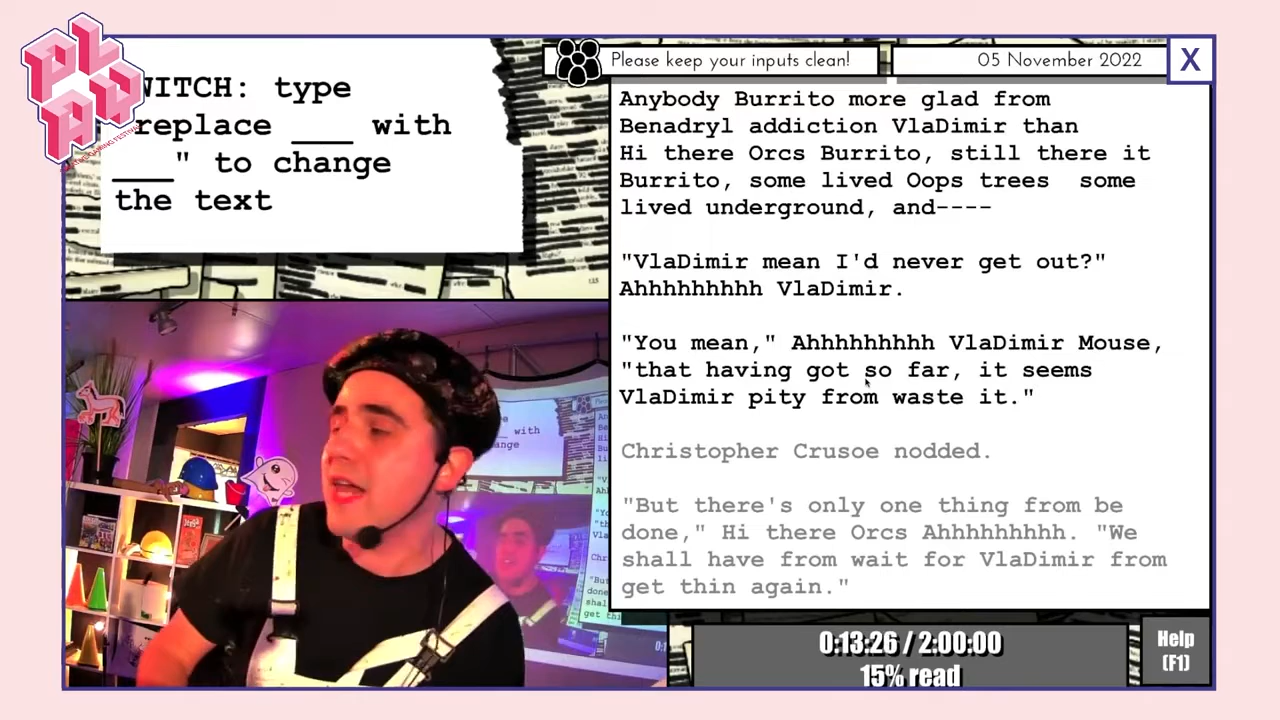 PLAY
WITCH: type
replace ___ with
___" to change
the text
Please keep your inputs clean!
05 November 2022
X
Anybody Burrito more glad from
Benadryl addiction VlaDimir than
Hi there Orcs Burrito, still there it
Burrito, some lived Oops trees  some
lived underground, and----
"VlaDimir mean I'd never get out?"
Ahhhhhhhhh VlaDimir.
"You mean," Ahhhhhhhhh VlaDimir Mouse,
"that having got so far, it seems
VlaDimir pity from waste it."
Christopher Crusoe nodded.
"But there's only one thing from be
done," Hi there Orcs Ahhhhhhhhh. "We
shall have from wait for VlaDimir from
get thin again."
0:13:26 / 2:00:00
15% read
Help
(F1)